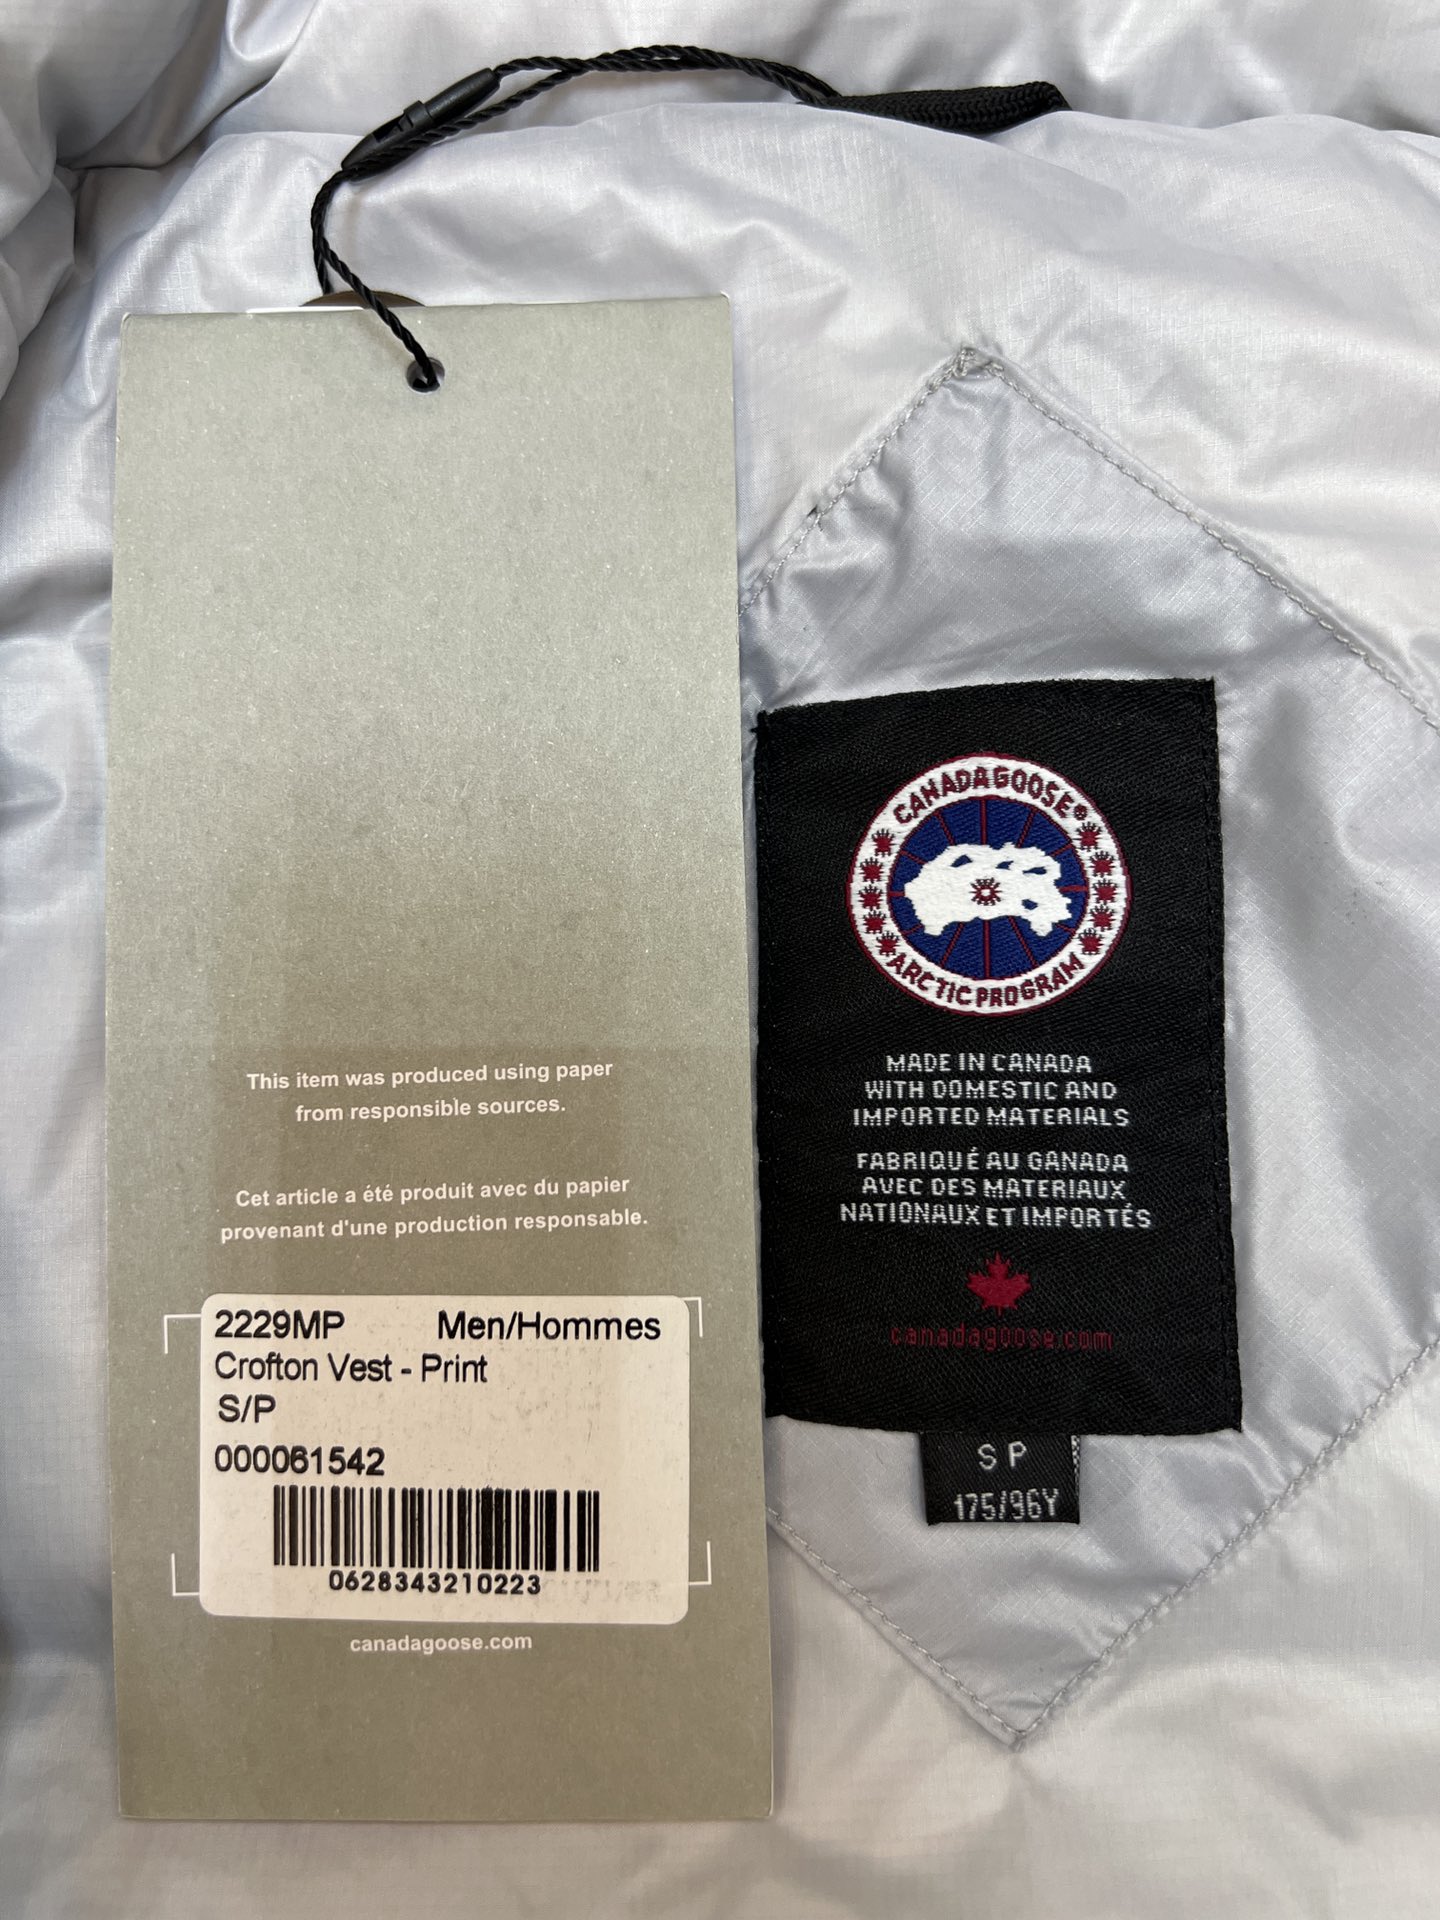 This item was produced using paper
from responsible sources.
Cet article a été produit avec du papier
provenant d'une production responsable.
2229MP Men/Hommes
Crofton Vest - Print
S/P
000061542
0628343210223
canadagoose.com
CANADA GOOSE®
ARCTIC PROGRAM
MADE IN CANADA
WITH DOMESTIC AND
IMPORTED MATERIALS
FABRIQUÉ AU CANADA
AVEC DES MATERIAUX
NATIONAUX ET IMPORTÉS
canadagoose.com
S P
175/96Y